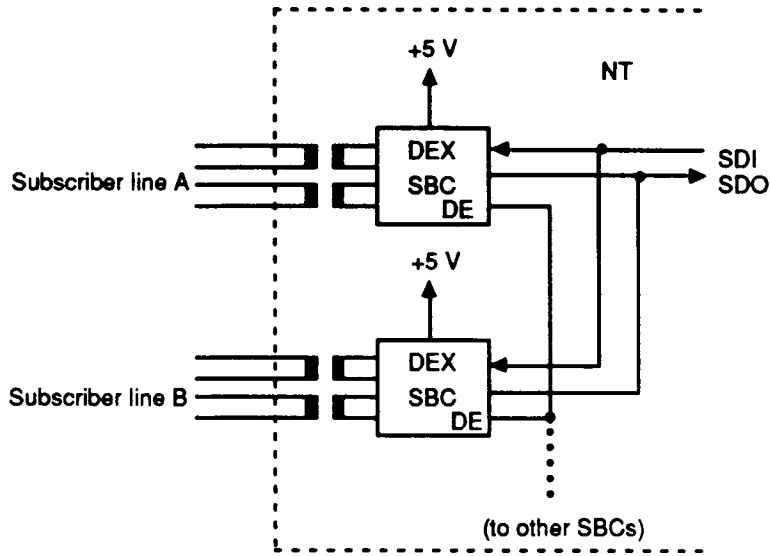 +5 V
NT
DEX
SDI
Subscriber line A
SBC
SDO
DE
+5 V
DEX
Subscriber line B
SBC
DE
(to other SBCs)